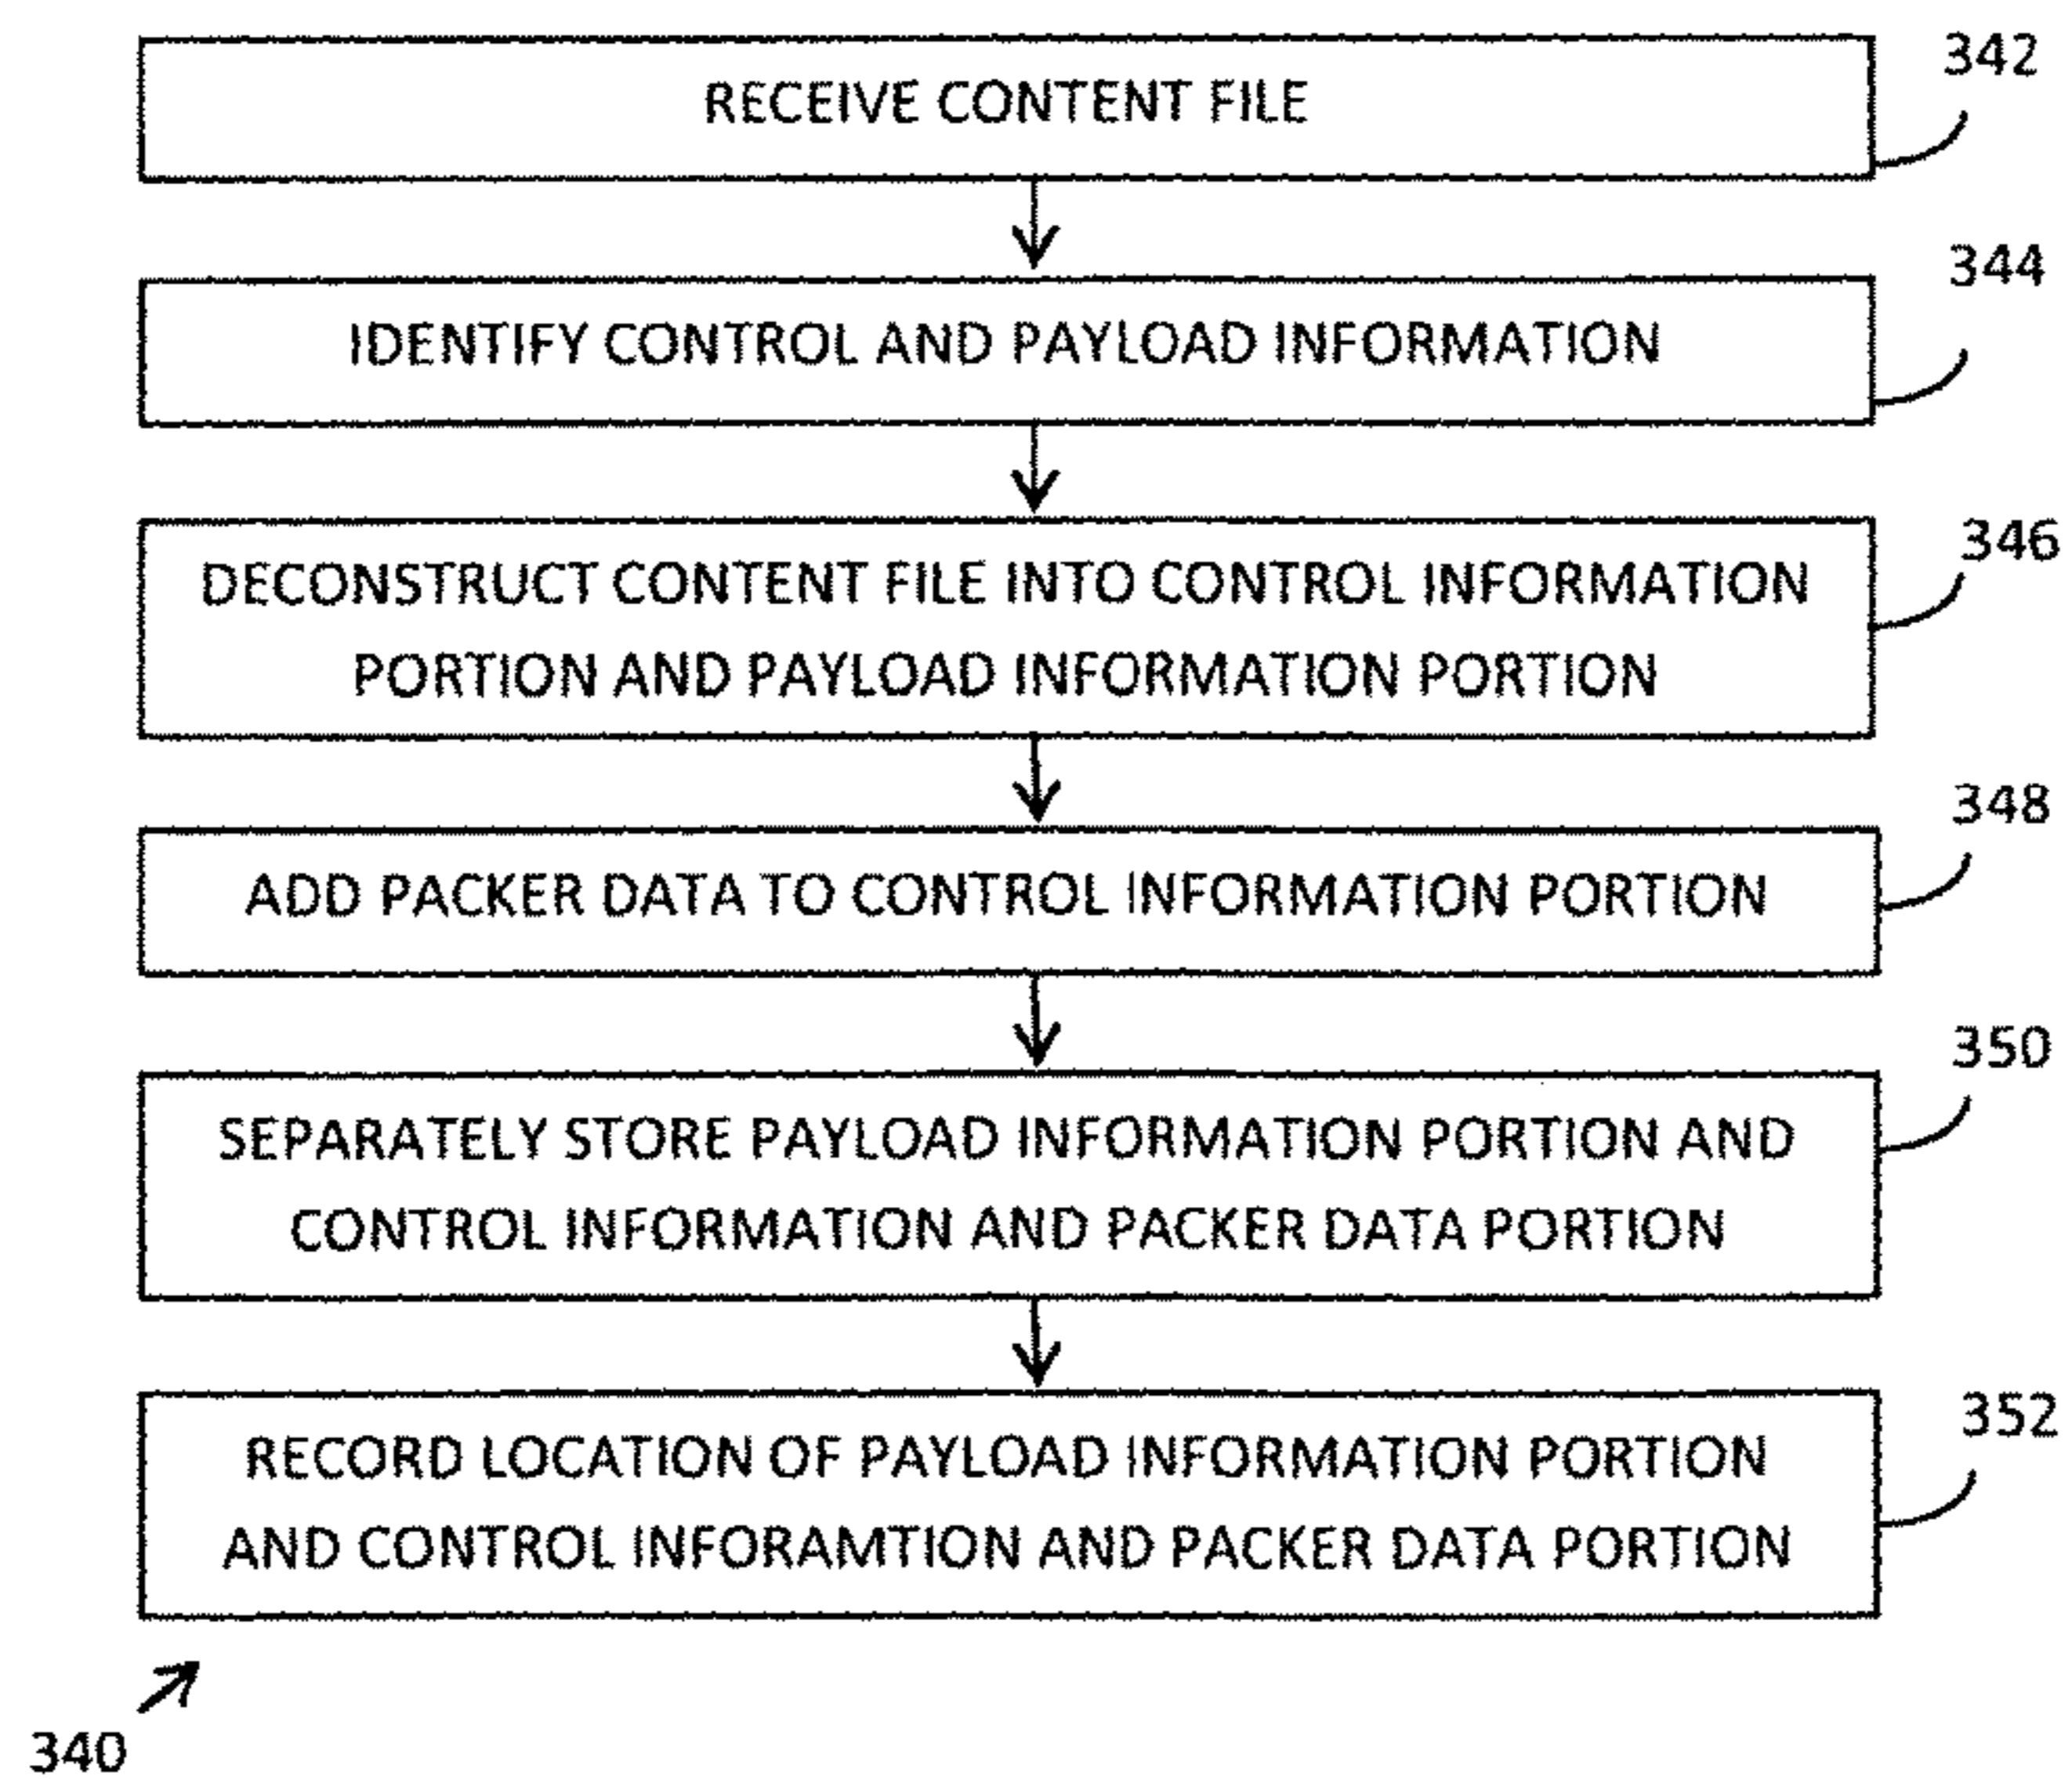 RECEIVE CONTENT FILE
342
IDENTIFY CONTROL AND PAYLOAD INFORMATION
344
DECONSTRUCT CONTENT FILE INTO CONTROL INFORMATION
PORTION AND PAYLOAD INFORMATION PORTION
346
ADD PACKER DATA TO CONTROL INFORMATION PORTION
348
SEPARATELY STORE PAYLOAD INFORMATION PORTION AND
CONTROL INFORMATION AND PACKER DATA PORTION
350
RECORD LOCATION OF PAYLOAD INFORMATION PORTION
AND CONTROL INFORAMTION AND PACKER DATA PORTION
352
340